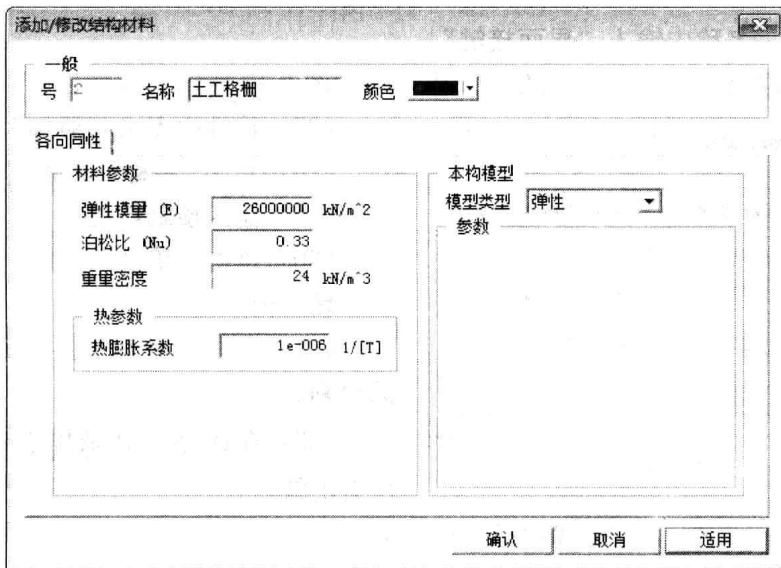 添加/修改结构材料
一般
号 2 名称 土工格栅 颜色
各向同性
材料参数
弹性模量 (E) 26000000 kN/m^2
泊松比 (Nu) 0.33
重量密度 24 kN/m^3
热参数
热膨胀系数 1e-006 1/[T]
本构模型
模型类型 弹性
参数
确认 取消 适用